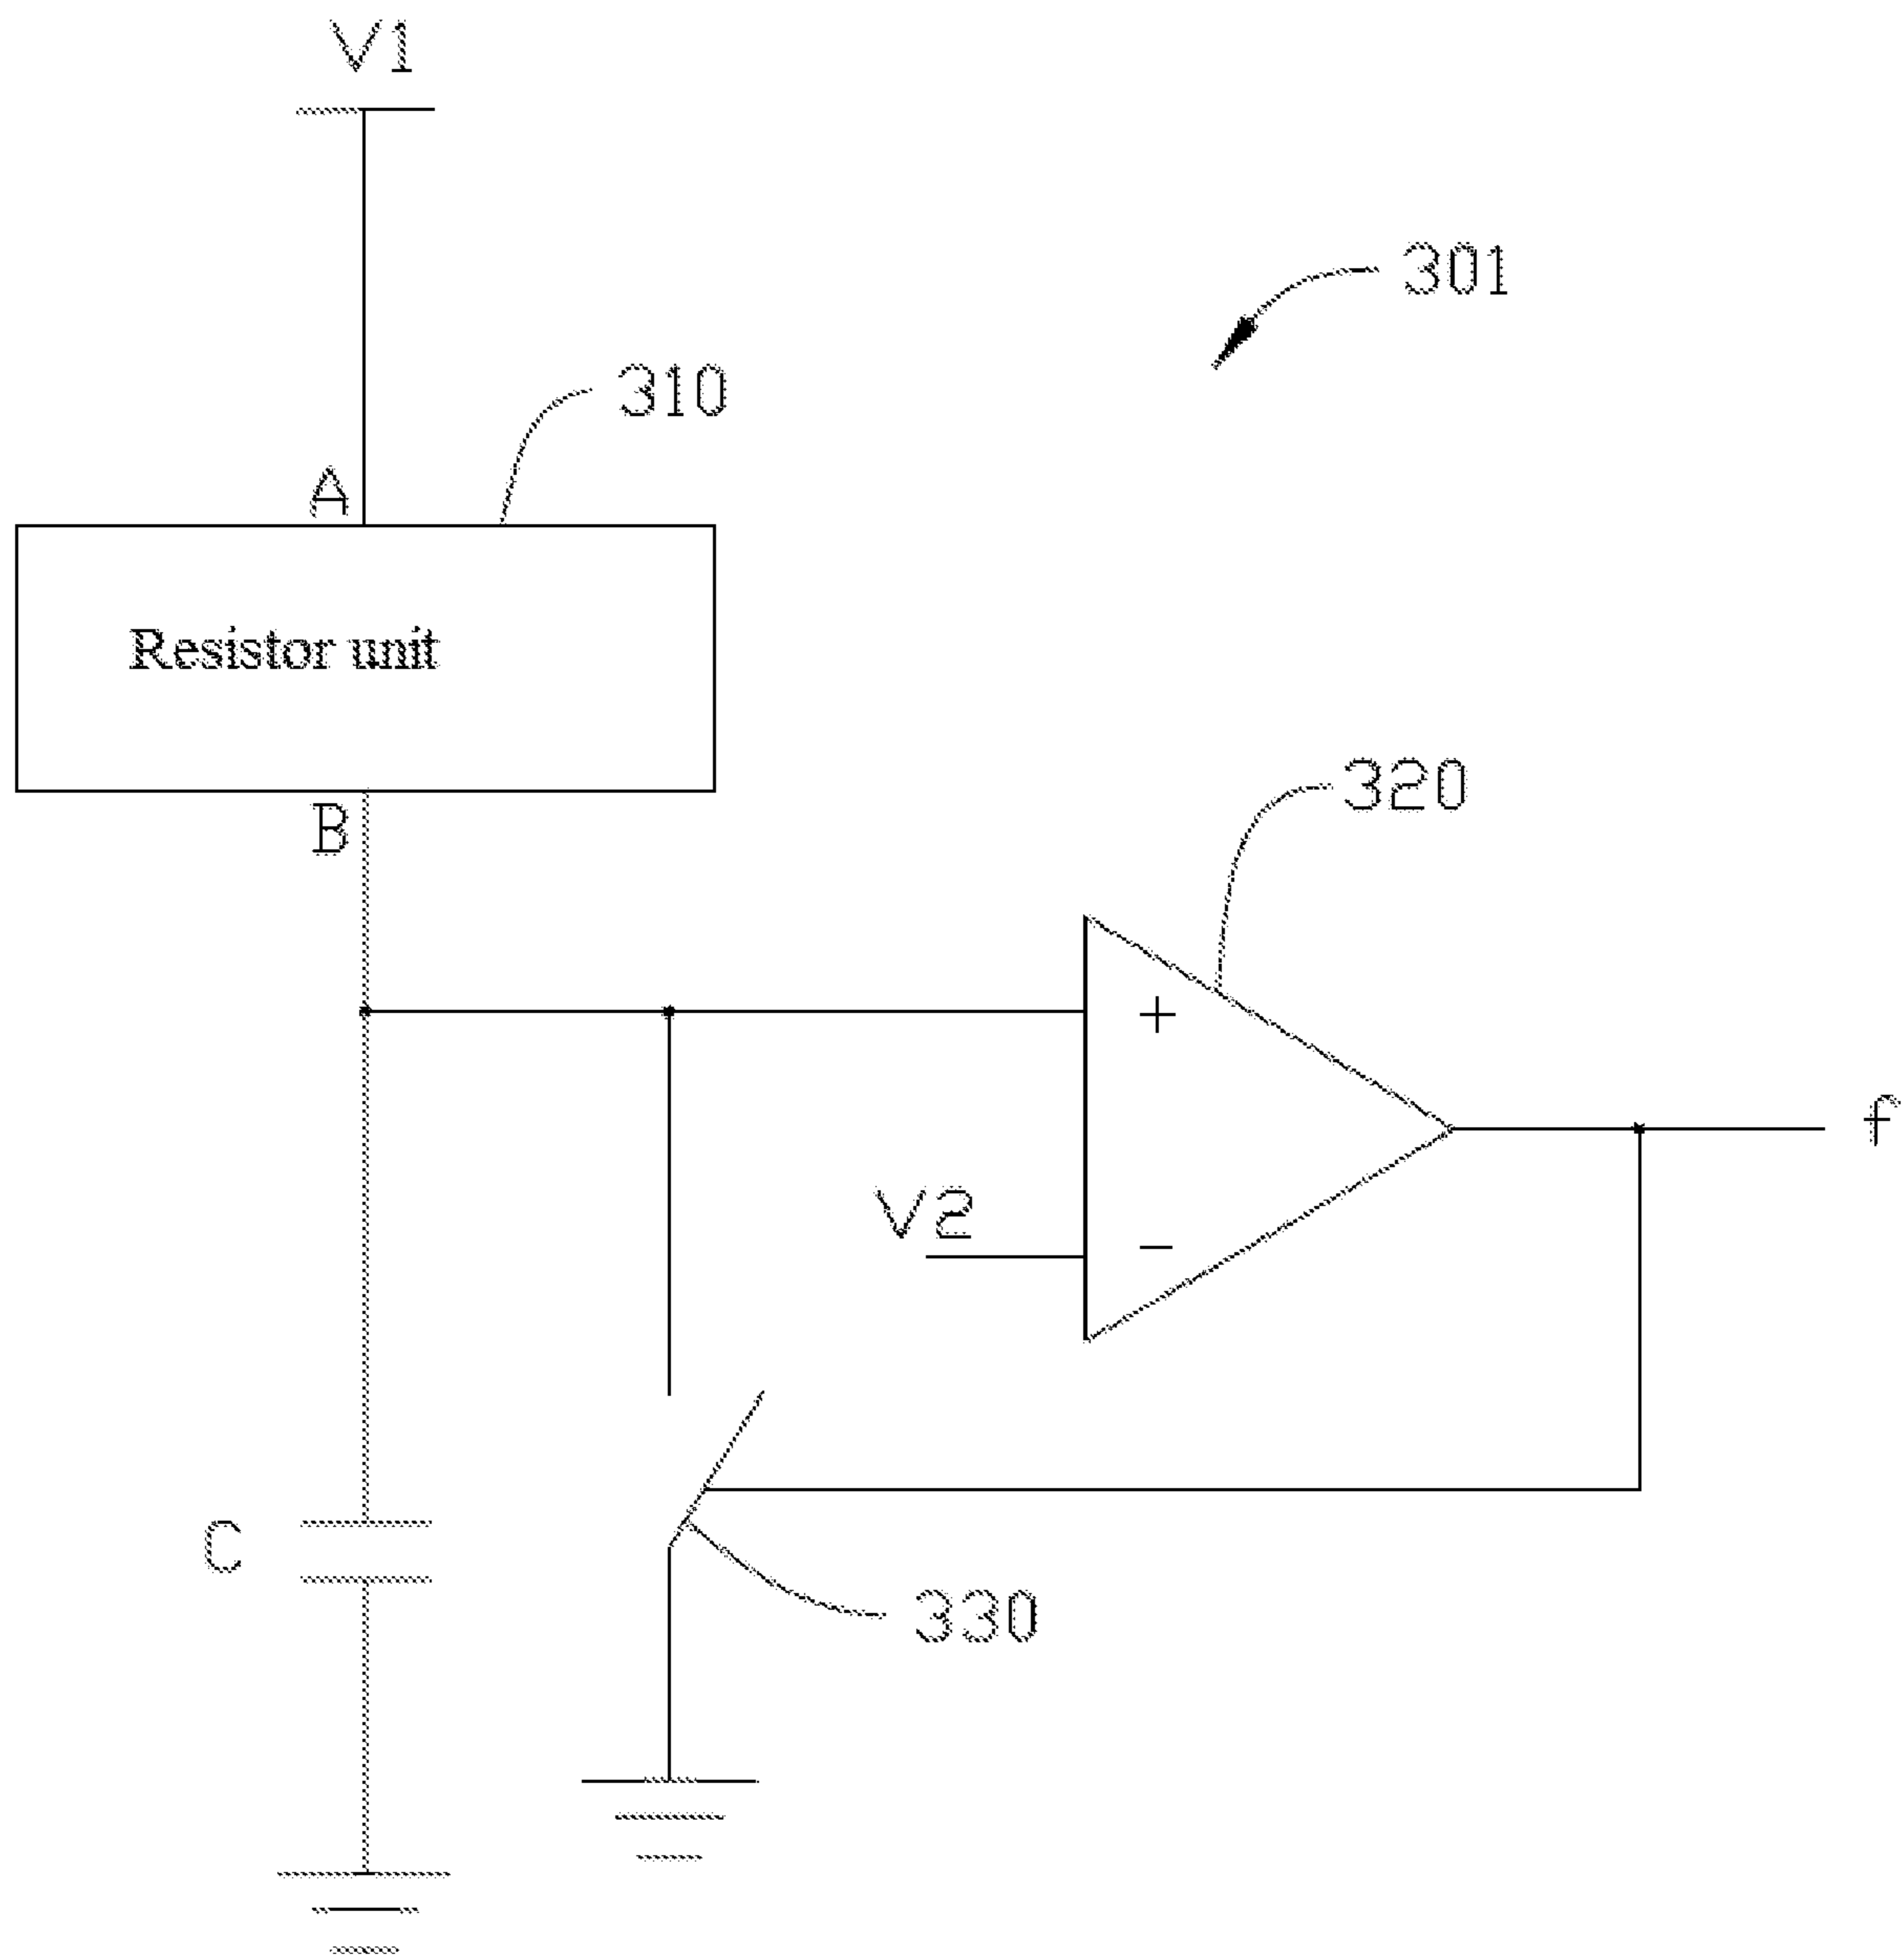 V1
301
310
A
Resistor unit
B
320
+
f
V2
-
C
330